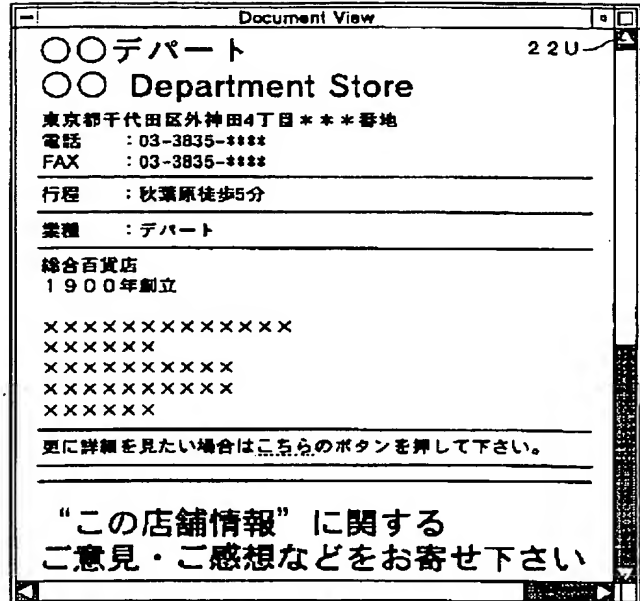 Document View
○○デパート
22U
○○ Department Store
東京都千代田区外神田4丁目＊＊＊番地
電話 : 03-3835-****
FAX : 03-3835-****
行程 : 秋葉原徒歩5分
業種 : デパート
総合百貨店
１９００年創立
×××××××××××××
××××××
××××××××××
××××××××××
××××××
更に詳細を見たい場合はこちらのボタンを押して下さい。
“この店舗情報”に関する
ご意見・ご感想などをお寄せ下さい